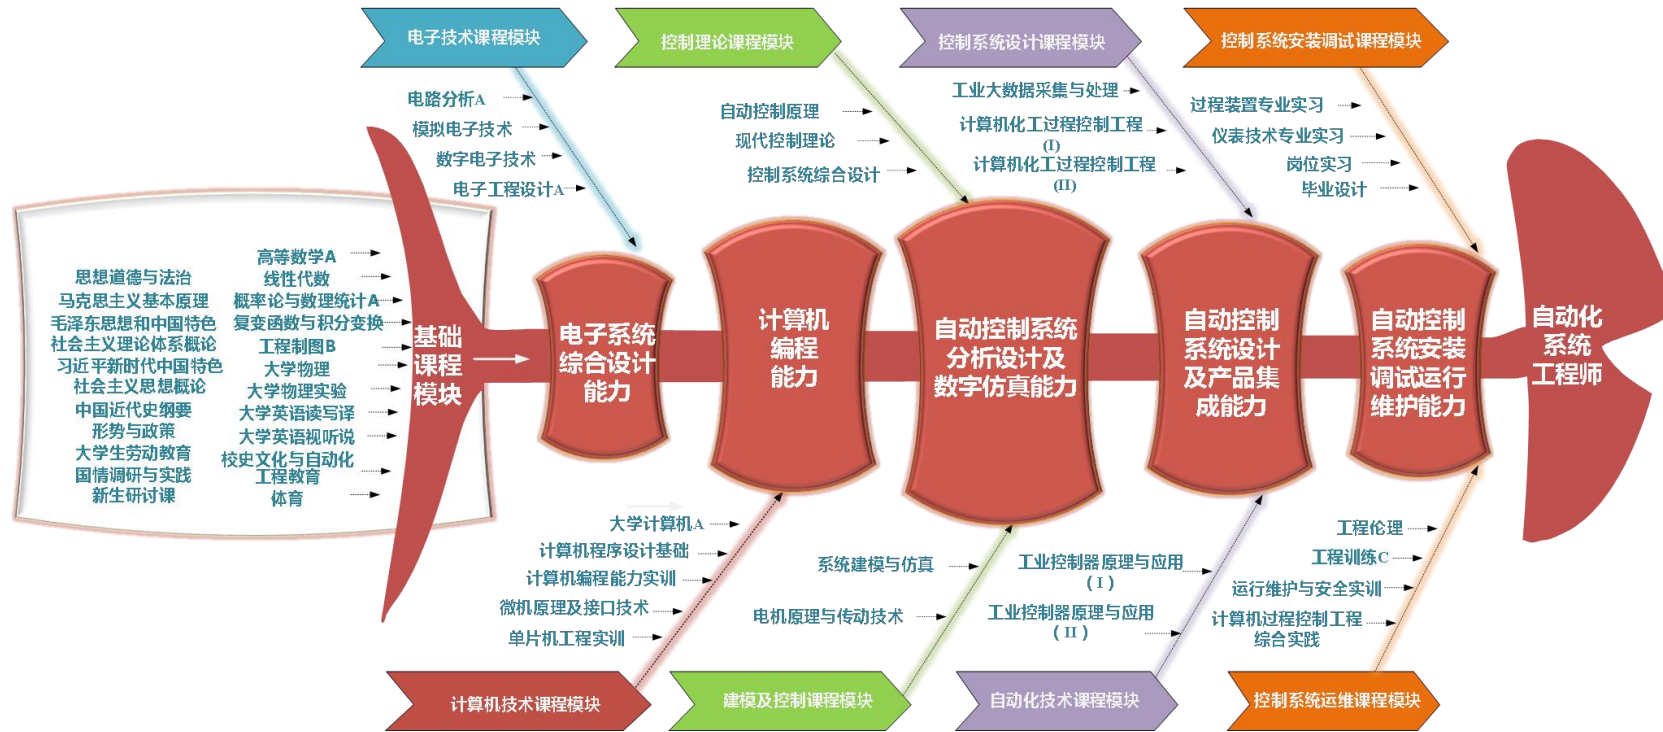 电子技术课程模块
控制理论课程模块
控制系统设计课程模块
控制系统安装调试课程模块
电路分析A
模拟电子技术
数字电子技术
电子工程设计A
自动控制原理
现代控制理论
控制系统综合设计
工业大数据采集与处理
计算机化工过程控制工程
(I)
计算机化工过程控制工程
(II)
过程装置专业实习
仪表技术专业实习
岗位实习
毕业设计
思想道德与法治
马克思主义基本原理
毛泽东思想和中国特色
社会主义理论体系概论
习近平新时代中国特色
社会主义思想概论
中国近代史纲要
形势与政策
大学生劳动教育
国情调研与实践
新生研讨课
高等数学A
线性代数
概率论与数理统计A
复变函数与积分变换
工程制图B
大学物理
大学物理实验
大学英语读写译
大学英语视听说
校史文化与自动化
工程教育
体育
基础
课程
模块
电子系统
综合设计
能力
计算机
编程
能力
自动控制系统
分析设计及
数字仿真能力
自动控制
系统设计
及产品集
成能力
自动控制
系统安装
调试运行
维护能力
自动化
系统
工程师
大学计算机A
计算机程序设计基础
计算机编程能力实训
微机原理及接口技术
单片机工程实训
系统建模与仿真
电机原理与传动技术
工业控制器原理与应用
(I)
工业控制器原理与应用
(II)
工程伦理
工程训练C
运行维护与安全实训
计算机过程控制工程
综合实践
计算机技术课程模块
建模及控制课程模块
自动化技术课程模块
控制系统运维课程模块